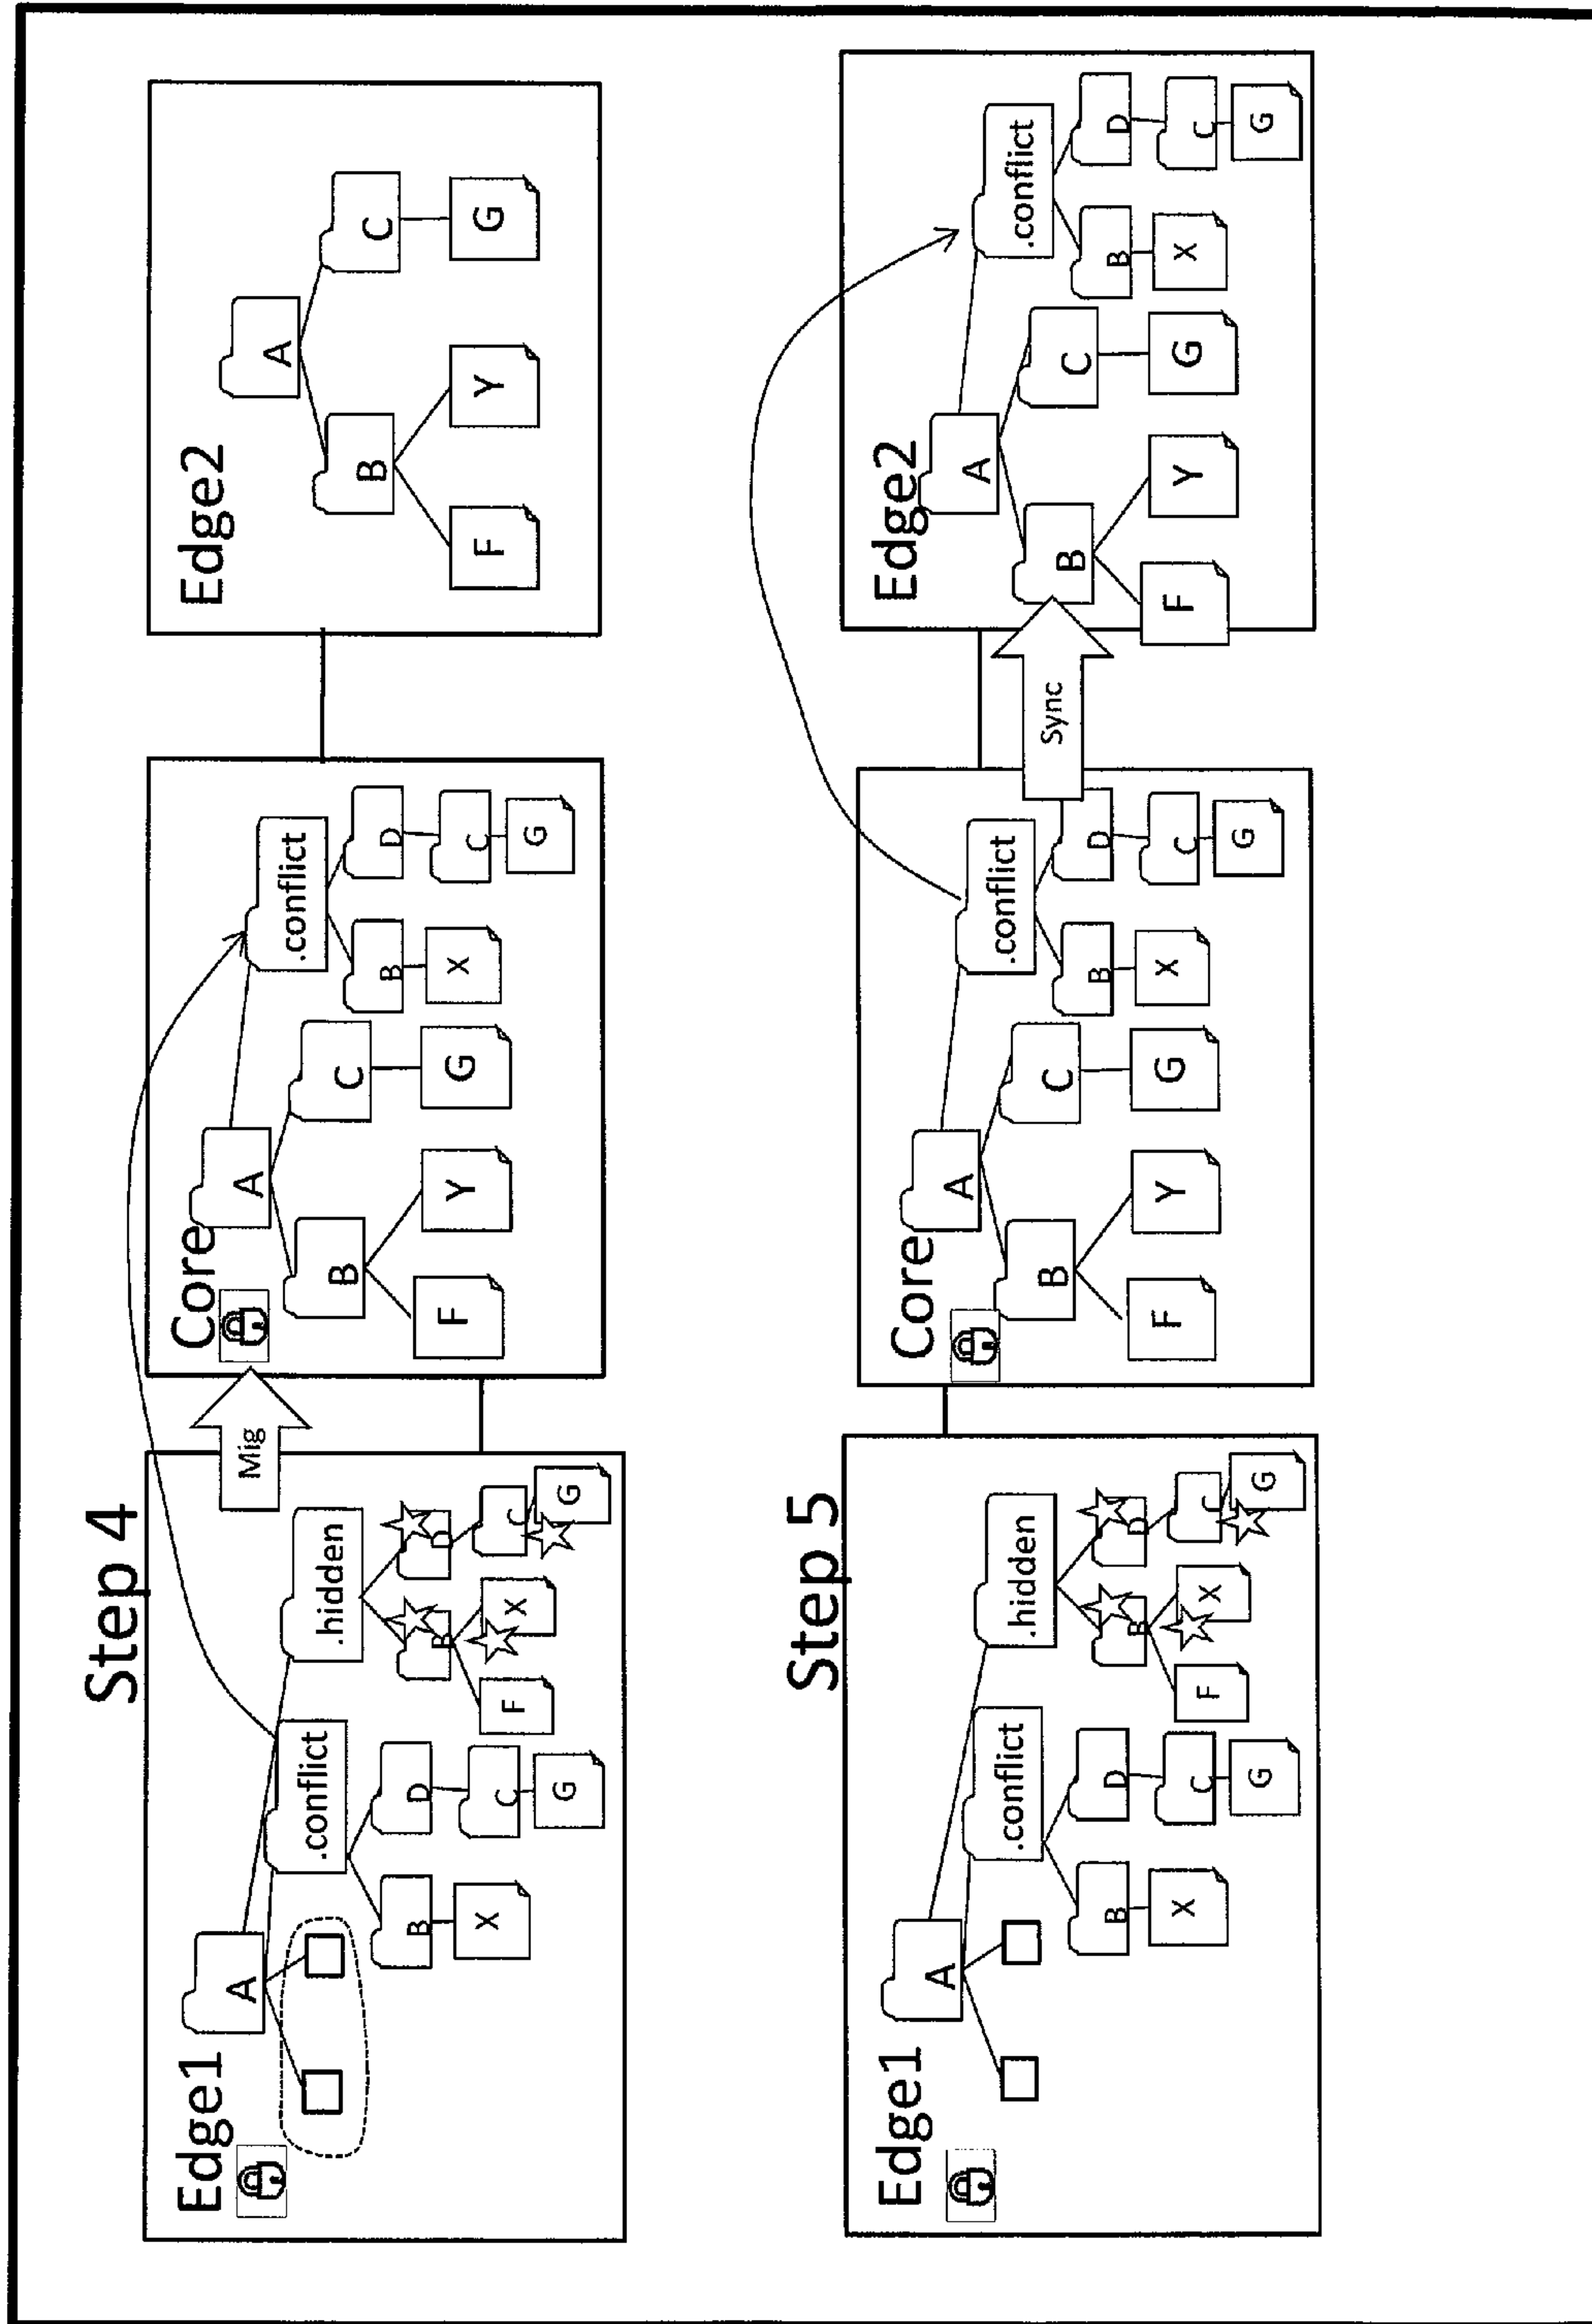 Step 4
Edge1
A
.conflict
.hidden
B
D
B
D
X
C
F
X
C
G
G
Mig
Core
A
.conflict
B
C
B
D
F
Y
G
X
C
G
Edge2
A
B
C
F
Y
G
Step 5
Edge1
A
.conflict
.hidden
B
D
B
D
X
C
F
X
C
G
G
Core
A
.conflict
B
C
B
D
F
Y
G
X
C
G
Sync
Edge2
A
.conflict
B
C
B
D
F
Y
G
X
C
G